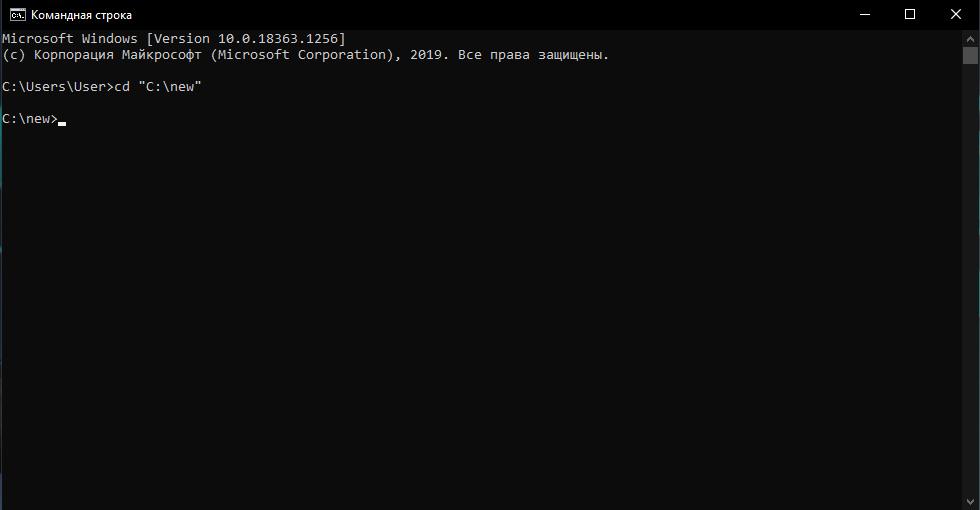 Командная строка
Microsoft Windows [Version 10.0.18363.1256]
(c) Корпорация Майкрософт (Microsoft Corporation), 2019. Все права защищены.
C:\Users\User>cd "C:\new"
C:\new>